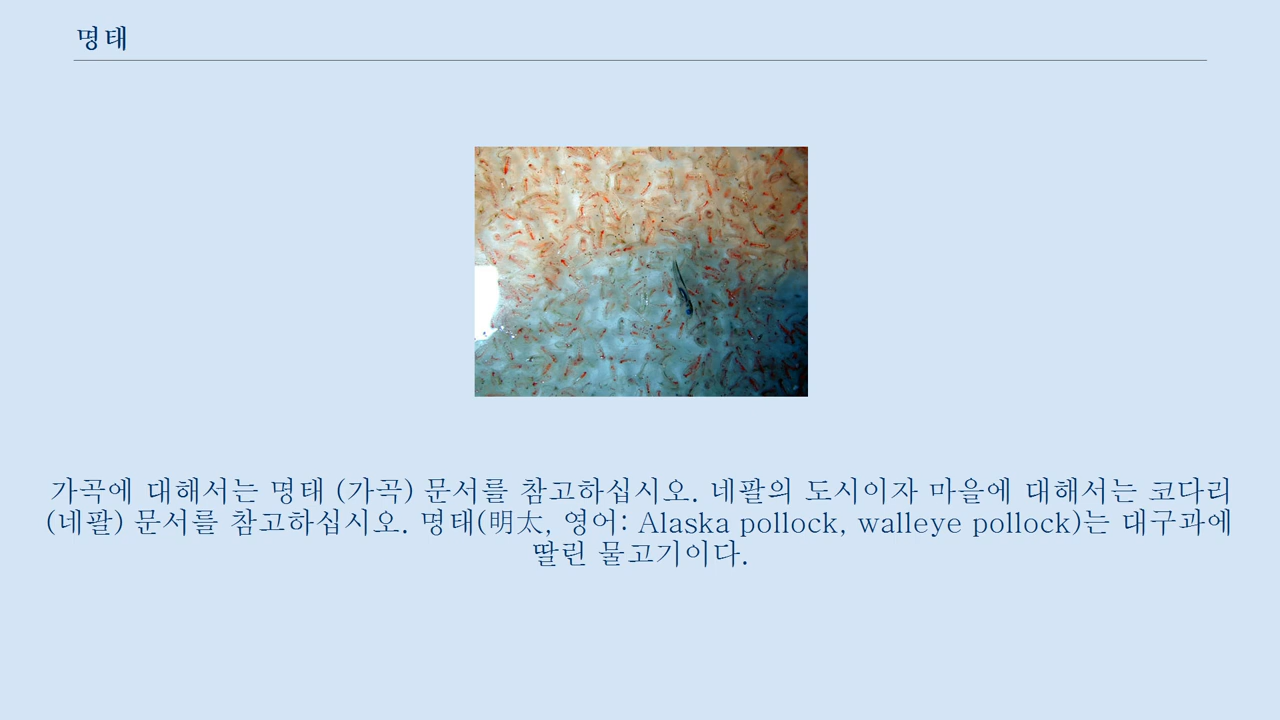 명태
가곡에 대해서는 명태 (가곡) 문서를 참고하십시오. 네팔의 도시이자 마을에 대해서는 코다리
(네팔) 문서를 참고하십시오. 명태(明太, 영어: Alaska pollock, walleye pollock)는 대구과에
딸린 물고기이다.